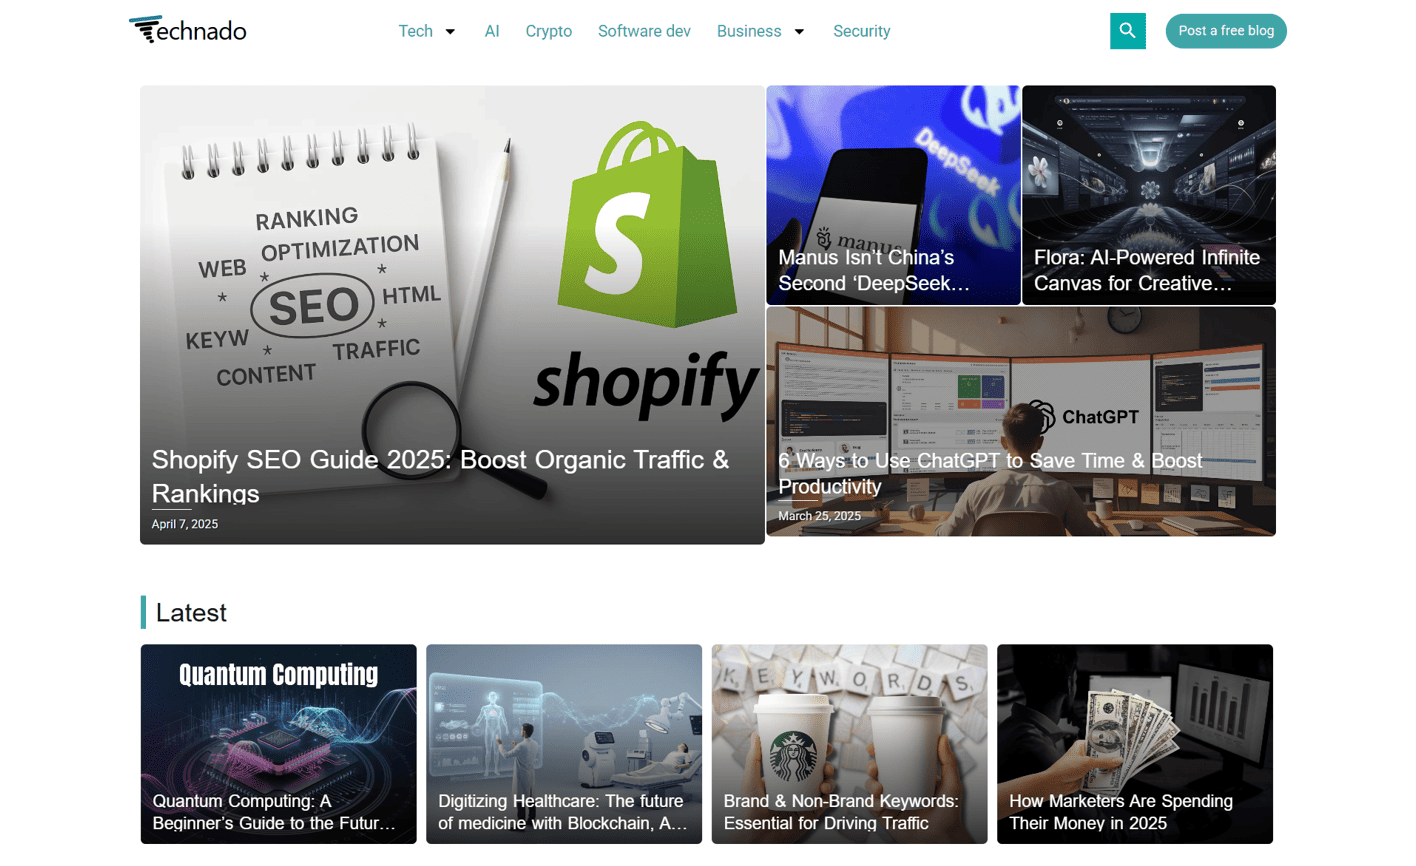 Technado
Tech
AI
Crypto
Software dev
Business
Security
Post a free blog
RANKING
OPTIMIZATION
WEB
SEO
HTML
KEYW
TRAFFIC
CONTENT
S
shopify
Shopify SEO Guide 2025: Boost Organic Traffic &
Rankings
April 7, 2025
DeepSeek
manus
Manus Isn’t China’s
Second ‘DeepSeek...
Flora: AI-Powered Infinite
Canvas for Creative...
ChatGPT
6 Ways to Use ChatGPT to Save Time & Boost
Productivity
March 25, 2025
Latest
Quantum Computing
Quantum Computing: A
Beginner’s Guide to the Futur...
Digitizing Healthcare: The future
of medicine with Blockchain, A...
KEYWORDS
Brand & Non-Brand Keywords:
Essential for Driving Traffic
How Marketers Are Spending
Their Money in 2025